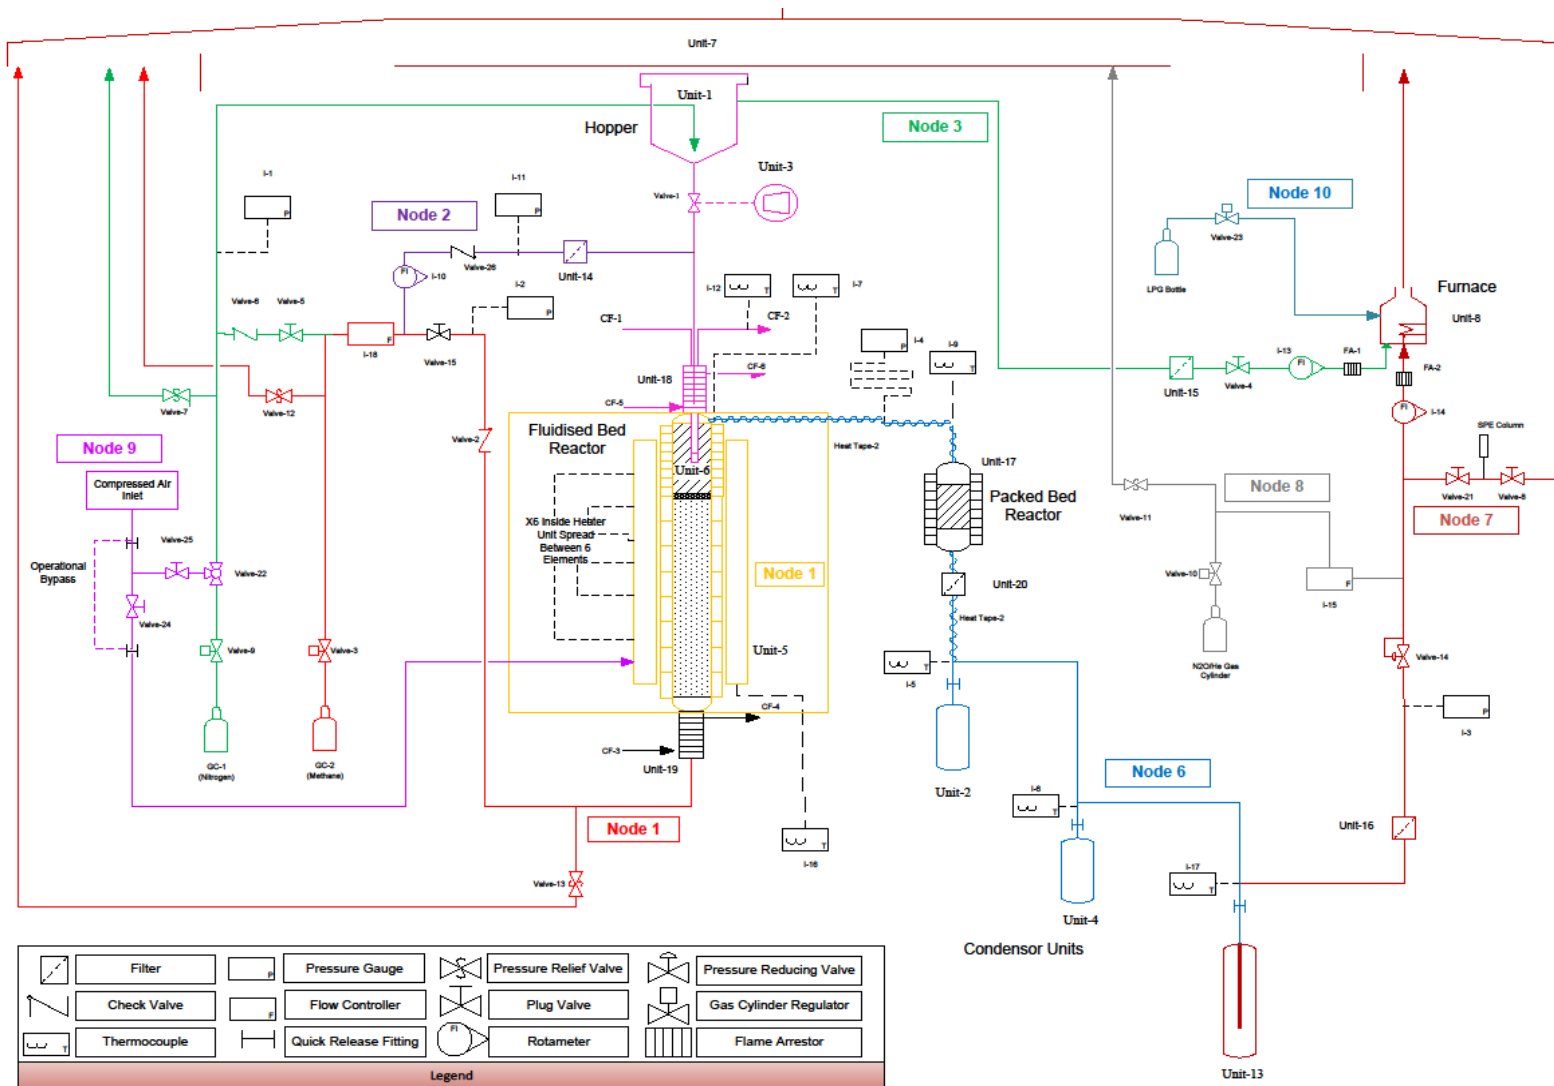 Unit-7
Unit-1
Hopper
Node 3
Unit-3
Valve-1
I-1
I-11
P
P
Node 2
Node 10
Valve-23
LPG Bottle
Furnace
Unit-8
FI
I-10
Valve-26
Unit-14
I-2
P
I-12
T
I-7
T
Valve-6
Valve-5
CF-1
CF-2
I-18
F
Valve-15
I-4
P
I-9
T
I-13
FI
FA-1
FA-2
Unit-15
Valve-4
Unit-18
CF-6
CF-5
Valve-7
Valve-12
FI
I-14
Valve-2
Fluidised Bed
Reactor
Heat Tape-2
SPE Column
Node 9
Unit-17
Unit-6
Compressed Air
Inlet
Packed Bed
Reactor
Node 8
Valve-21
Valve-8
Valve-11
Node 7
X6 Inside Heater
Unit Spread
Between 6
Elements
Valve-25
Operational
Bypass
Valve-22
Node 1
Unit-20
Valve-10
F
I-15
Valve-24
Heat Tape-2
Valve-9
Valve-3
Unit-5
T
I-5
N2O/He Gas
Cylinder
Valve-14
CF-4
P
I-3
CF-3
GC-1
(Nitrogen)
GC-2
(Methane)
Unit-19
Node 6
Unit-2
I-6
T
Node 1
T
I-16
Unit-16
Valve-13
I-17
T
Unit-4
Condensor Units
Filter
P
Pressure Gauge
Pressure Relief Valve
Pressure Reducing Valve
Check Valve
F
Flow Controller
Plug Valve
Gas Cylinder Regulator
T
Thermocouple
Quick Release Fitting
FI
Rotameter
Flame Arrestor
Legend
Unit-13